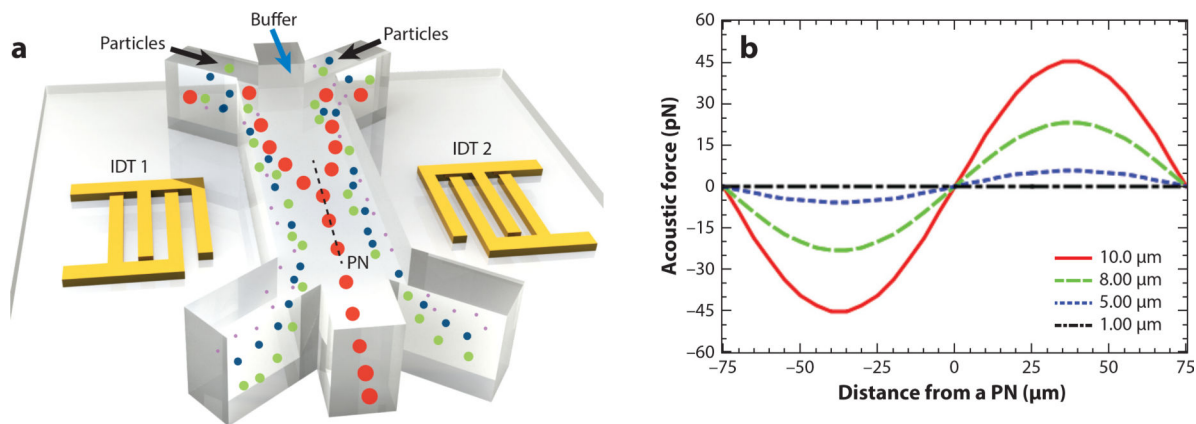 a
Buffer
Particles
Particles
IDT 1
IDT 2
PN
b
Acoustic force (pN)
60
45
30
15
0
−15
−30
−45
−60
10.0 μm
8.00 μm
5.00 μm
1.00 μm
−75
−50
−25
0
25
50
75
Distance from a PN (μm)